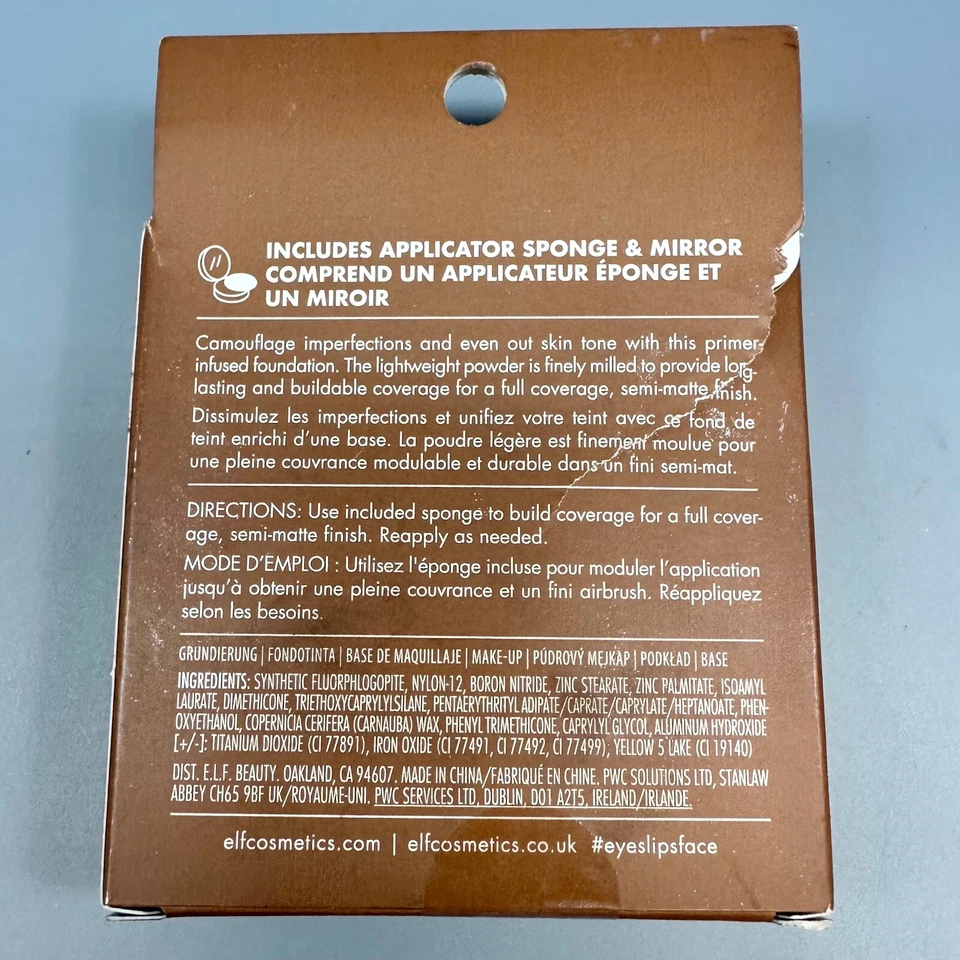 INCLUDES APPLICATOR SPONGE & MIRROR
COMPREND UN APPLICATEUR ÉPONGE ET
UN MIROIR
Camouflage imperfections and even out skin tone with this primer-
infused foundation. The lightweight powder is finely milled to provide long-
lasting and buildable coverage for a full coverage, semi-matte finish.
Dissimulez les imperfections et unifiez votre teint avec ce fond de
teint enrichi d'une base. La poudre légère est finement moulue pour
une pleine couvrance modulable et durable dans un fini semi-mat.
DIRECTIONS: Use included sponge to build coverage for a full cover-
age, semi-matte finish. Reapply as needed.
MODE D'EMPLOI : Utilisez l'éponge incluse pour moduler l'application
jusqu'à obtenir une pleine couvrance et un fini airbrush. Réappliquez
selon les besoins.
GRUNDIERUNG | FONDOTINTA | BASE DE MAQUILLAJE | MAKE-UP | PÚDROVÝ MEJKAP | PODKŁAD | BASE
INGREDIENTS: SYNTHETIC FLUORPHLOGOPITE, NYLON-12, BORON NITRIDE, ZINC STEARATE, ZINC PALMITATE, ISOAMYL
LAURATE, DIMETHICONE, TRIETHOXYCAPRYLYLSILANE, PENTAERYTHRITYL ADIPATE/CAPRATE/CAPRYLATE/HEPTANOATE, PHEN-
OXYETHANOL, COPERNICIA CERIFERA (CARNAUBA) WAX, PHENYL TRIMETHICONE, CAPRYLYL GLYCOL, ALUMINUM HYDROXIDE
[+/-]: TITANIUM DIOXIDE (CI 77891), IRON OXIDE (CI 77491, CI 77492, CI 77499); YELLOW 5 LAKE (CI 19140)
DIST. E.L.F. BEAUTY. OAKLAND, CA 94607. MADE IN CHINA/FABRIQUÉ EN CHINE. PWC SOLUTIONS LTD, STANLAW
ABBEY CH65 9BF UK/ROYAUME-UNI. PWC SERVICES LTD, DUBLIN, D01 A2T5, IRELAND/IRLANDE.
elfcosmetics.com | elfcosmetics.co.uk #eyeslipsface